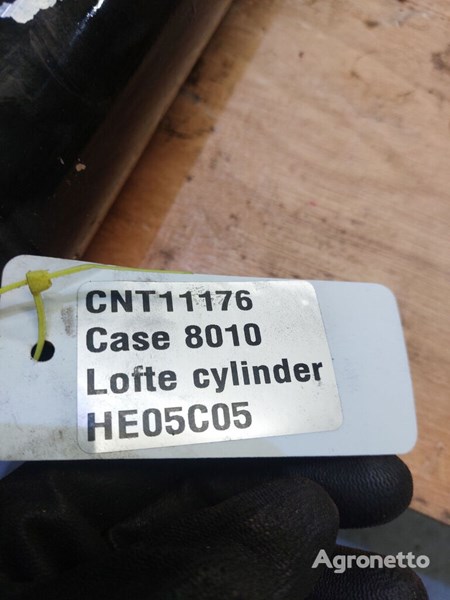 CNT11176
Case 8010
Lofte cylinder
HE05C05
Agronetto